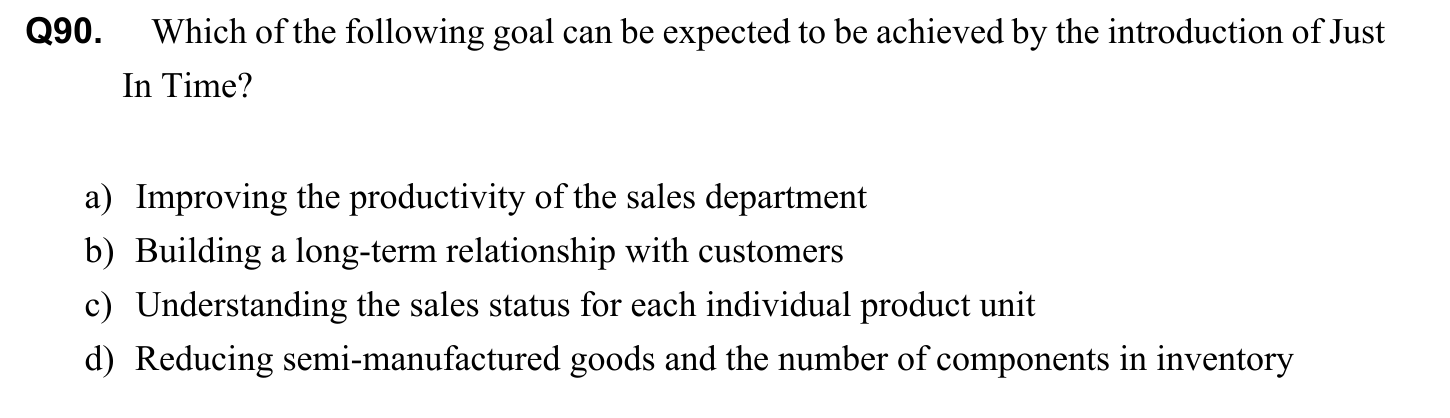 Q90. Which of the following goal can be expected to be achieved by the introduction of Just
In Time?
a) Improving the productivity of the sales department
b) Building a long-term relationship with customers
c) Understanding the sales status for each individual product unit
d) Reducing semi-manufactured goods and the number of components in inventory